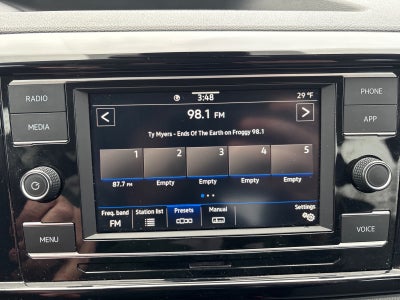 3:48
29 °F
RADIO
PHONE
98.1 FM
< >
MEDIA
APP
Ty Myers - Ends Of The Earth on Froggy 98.1
1 2 3 4 5
87.7 FM Empty Empty Empty Empty
Freq. band Station list Presets Manual Settings
FM
MENU
VOICE